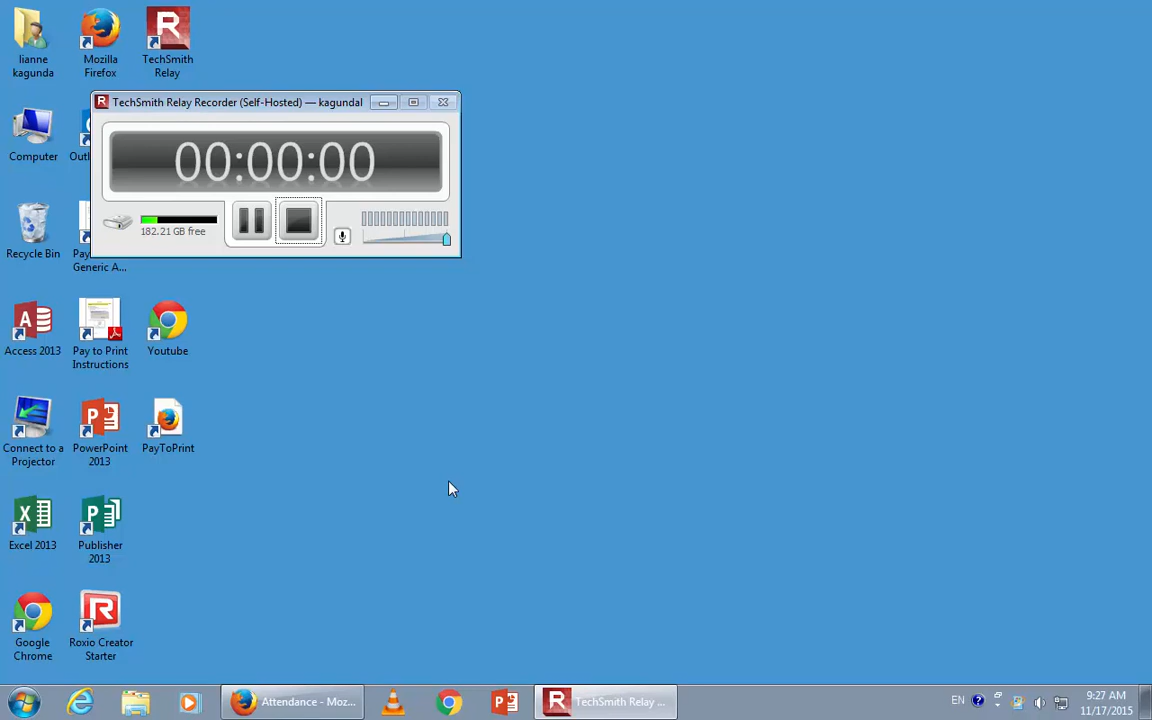 lianne
kagunda
Mozilla
Firefox
TechSmith
Relay
TechSmith Relay Recorder (Self-Hosted) — kagundal
00:00:00
182.21 GB free
Computer
Recycle Bin
Generic A...
Access 2013
Pay to Print
Instructions
Youtube
Connect to a
Projector
PowerPoint
2013
PayToPrint
Excel 2013
Publisher
2013
Google
Chrome
Roxio Creator
Starter
Attendance - Moz...
TechSmith Relay ...
EN
9:27 AM
11/17/2015